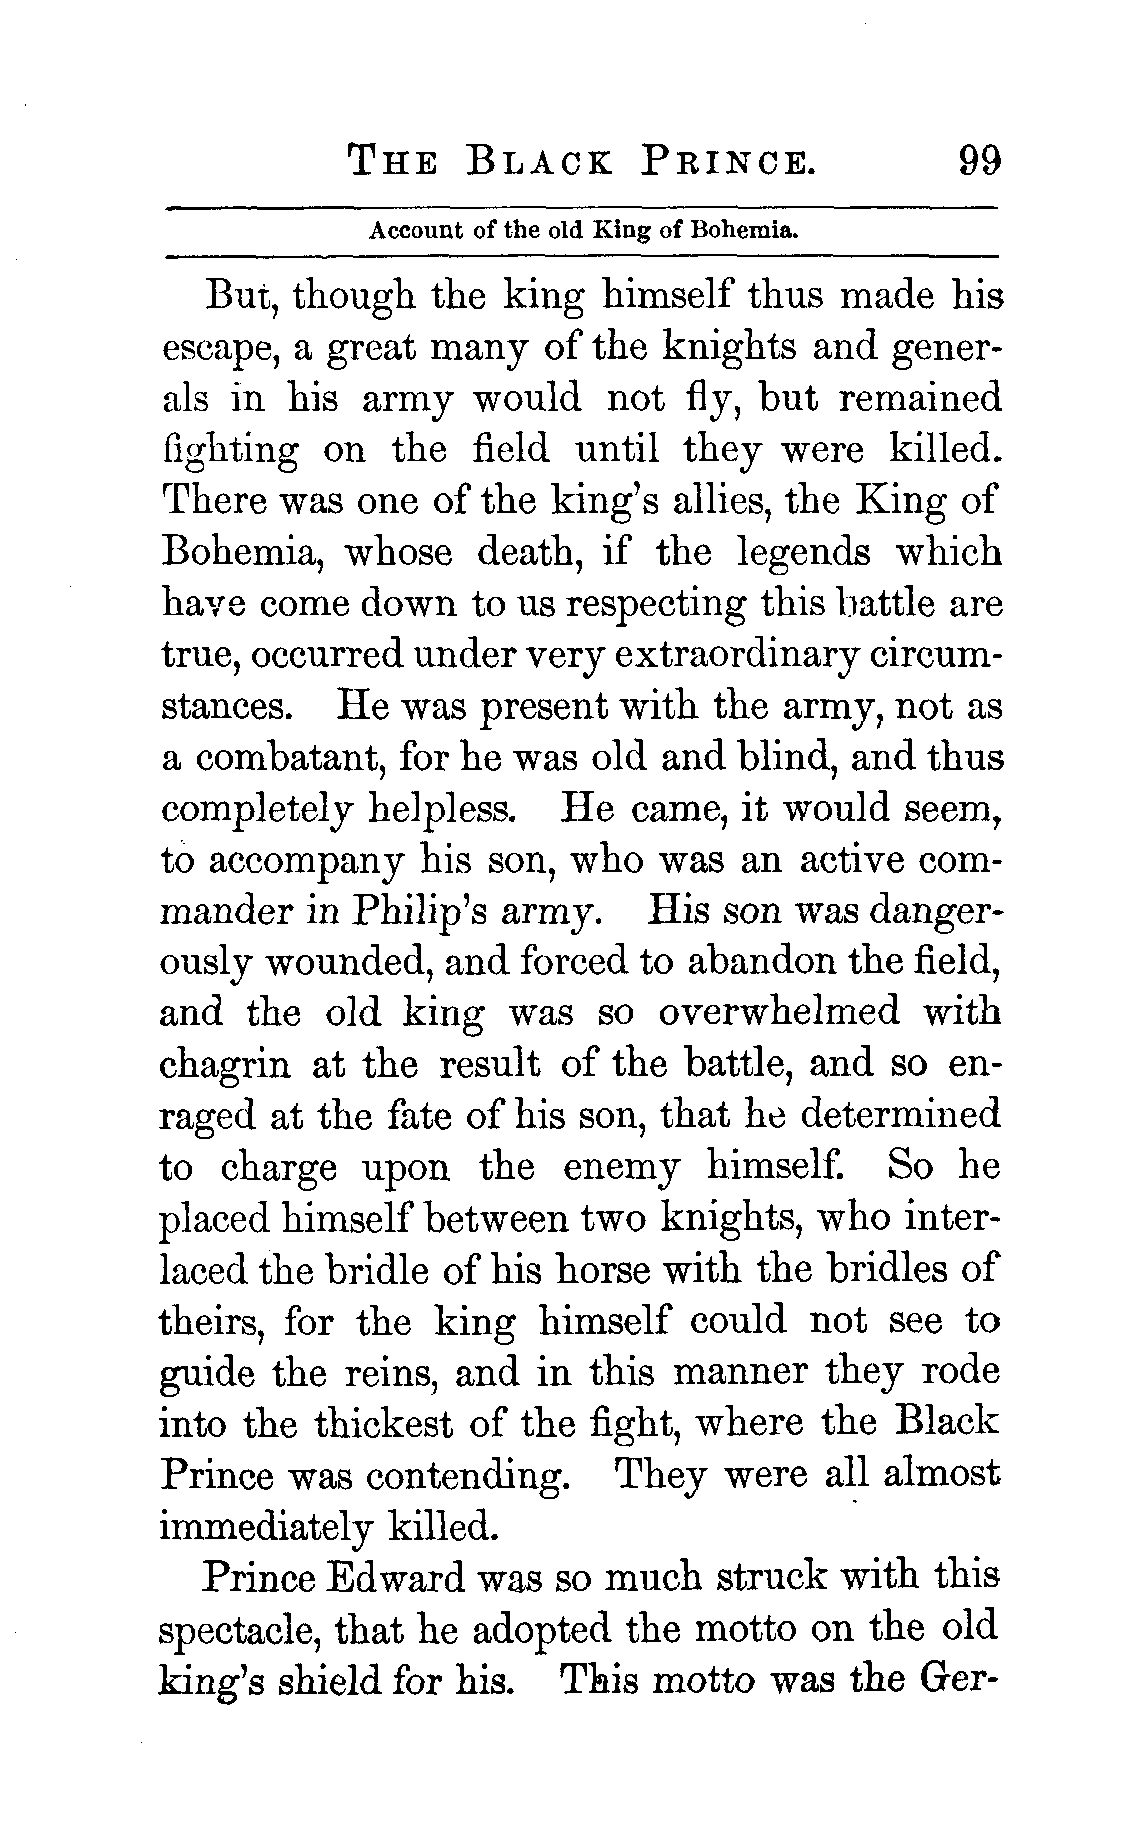 THE BLACK PRINCE. 99
Account of the old King of Bohemia.
But, though the king himself thus made his
escape, a great many of the knights and gener-
als in his army would not fly, but remained
fighting on the field until they were killed.
There was one of the king's allies, the King of
Bohemia, whose death, if the legends which
have come down to us respecting this battle are
true, occurred under very extraordinary circum-
stances. He was present with the army, not as
a combatant, for he was old and blind, and thus
completely helpless. He came, it would seem,
to accompany his son, who was an active com-
mander in Philip's army. His son was danger-
ously wounded, and forced to abandon the field,
and the old king was so overwhelmed with
chagrin at the result of the battle, and so en-
raged at the fate of his son, that he determined
to charge upon the enemy himself. So he
placed himself between two knights, who inter-
laced the bridle of his horse with the bridles of
theirs, for the king himself could not see to
guide the reins, and in this manner they rode
into the thickest of the fight, where the Black
Prince was contending. They were all almost
immediately killed.
Prince Edward was so much struck with this
spectacle, that he adopted the motto on the old
king's shield for his. This motto was the Ger-